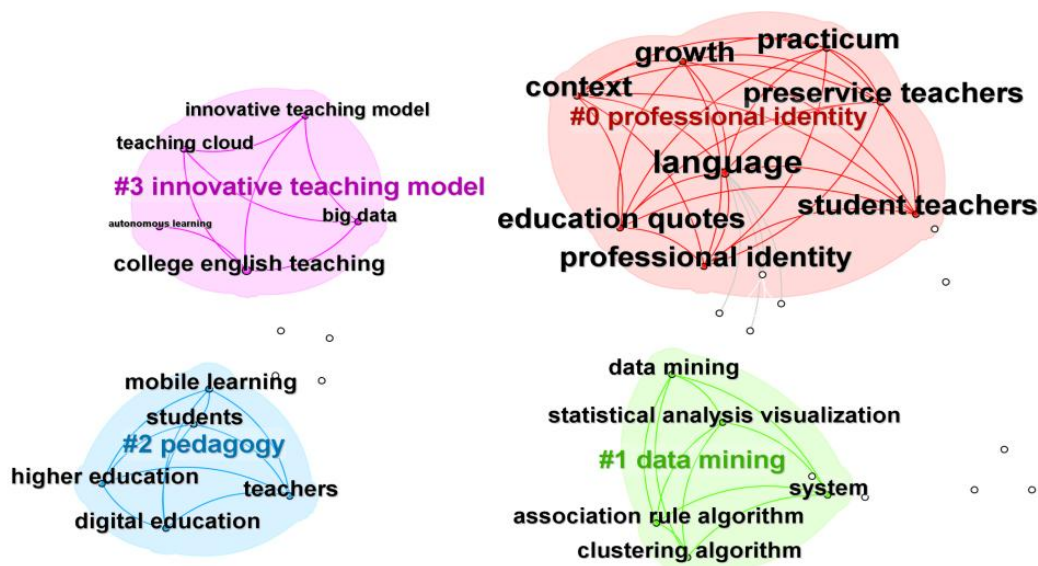 innovative teaching model
teaching cloud
#3 innovative teaching model
big data
autonomous learning
college english teaching
practicum
growth
context
preservice teachers
#0 professional identity
language
student teachers
education quotes
professional identity
mobile learning
students
#2 pedagogy
higher education
teachers
digital education
data mining
statistical analysis visualization
#1 data mining
system
association rule algorithm
clustering algorithm